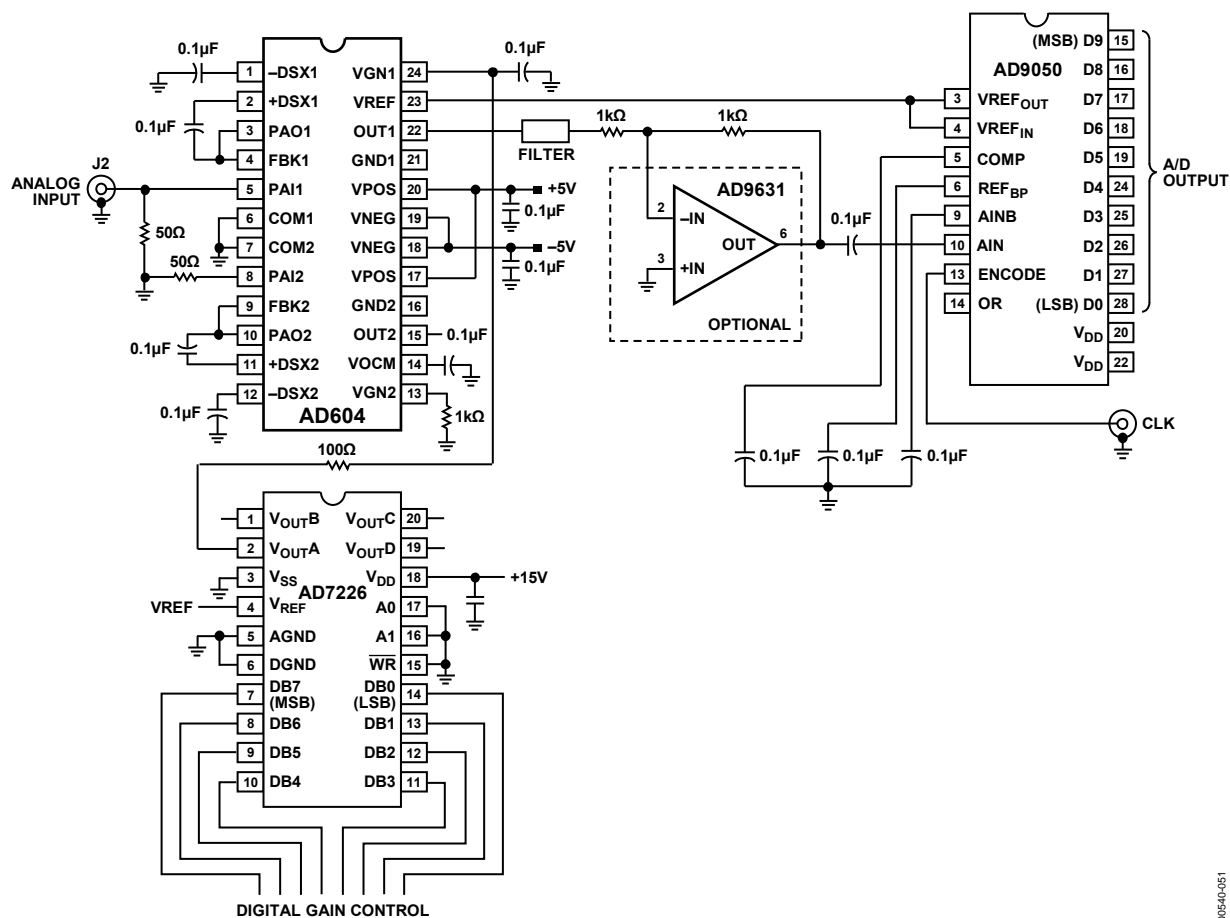 0.1µF
1 –DSX1
2 +DSX1
0.1µF
3 PAO1
4 FBK1
J2
ANALOG
INPUT
5 PAI1
6 COM1
50Ω
7 COM2
50Ω
8 PAI2
9 FBK2
10 PAO2
0.1µF
11 +DSX2
12 –DSX2
0.1µF
AD604
VGN1 24
0.1µF
VREF 23
OUT1 22
GND1 21
VPOS 20
+5V
0.1µF
VNEG 19
VNEG 18
–5V
0.1µF
VPOS 17
GND2 16
OUT2 15
0.1µF
VOCM 14
VGN2 13
1kΩ
FILTER
1kΩ
1kΩ
AD9631
2 –IN
OUT 6
3 +IN
OPTIONAL
0.1µF
AD9050
3 VREFOUT
4 VREFIN
5 COMP
6 REFBP
9 AINB
10 AIN
13 ENCODE
14 OR
(MSB) D9 15
D8 16
D7 17
D6 18
D5 19
D4 24
D3 25
D2 26
D1 27
(LSB) D0 28
VDD 20
VDD 22
A/D
OUTPUT
CLK
0.1µF
0.1µF
0.1µF
100Ω
1 VOUTB
2 VOUTA
3 VSS
VREF 4 VREF
5 AGND
6 DGND
7 DB7
(MSB)
8 DB6
9 DB5
10 DB4
AD7226
VOUTC 20
VOUTD 19
VDD 18
+15V
A0 17
A1 16
WR 15
DB0 14
(LSB)
DB1 13
DB2 12
DB3 11
DIGITAL GAIN CONTROL
00540-051